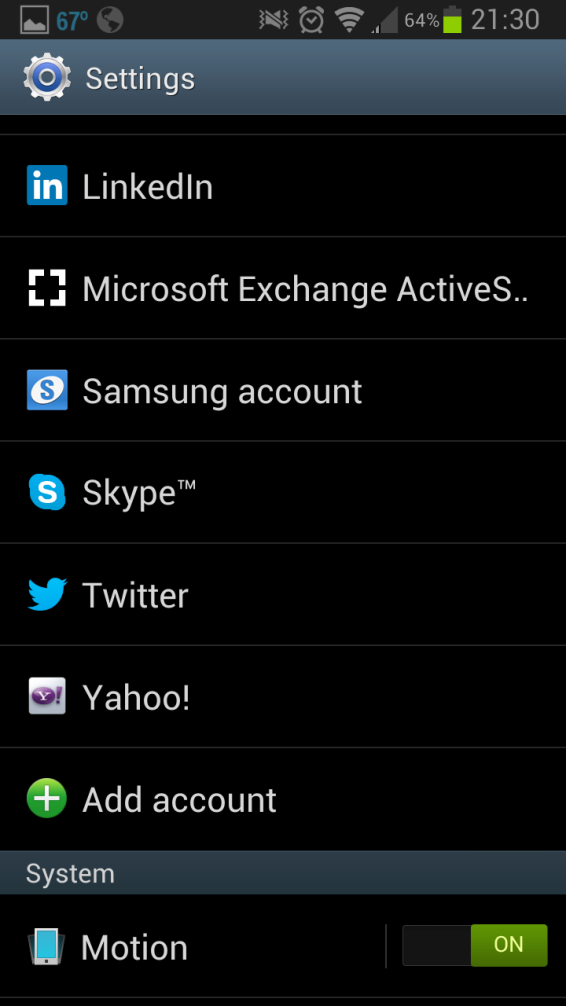 67° 64% 21:30
Settings
in LinkedIn
Microsoft Exchange ActiveS..
S Samsung account
S Skype™
Twitter
Y! Yahoo!
Add account
System
Motion ON